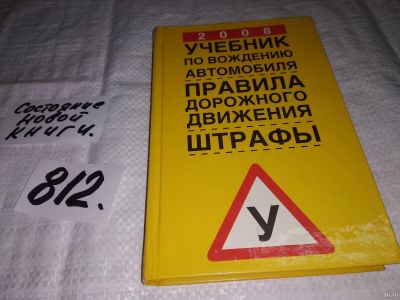 Состояние
новой
книги.
812.
2008
УЧЕБНИК
ПО ВОЖДЕНИЮ
АВТОМОБИЛЯ
ПРАВИЛА
ДОРОЖНОГО
ДВИЖЕНИЯ
ШТРАФЫ
У